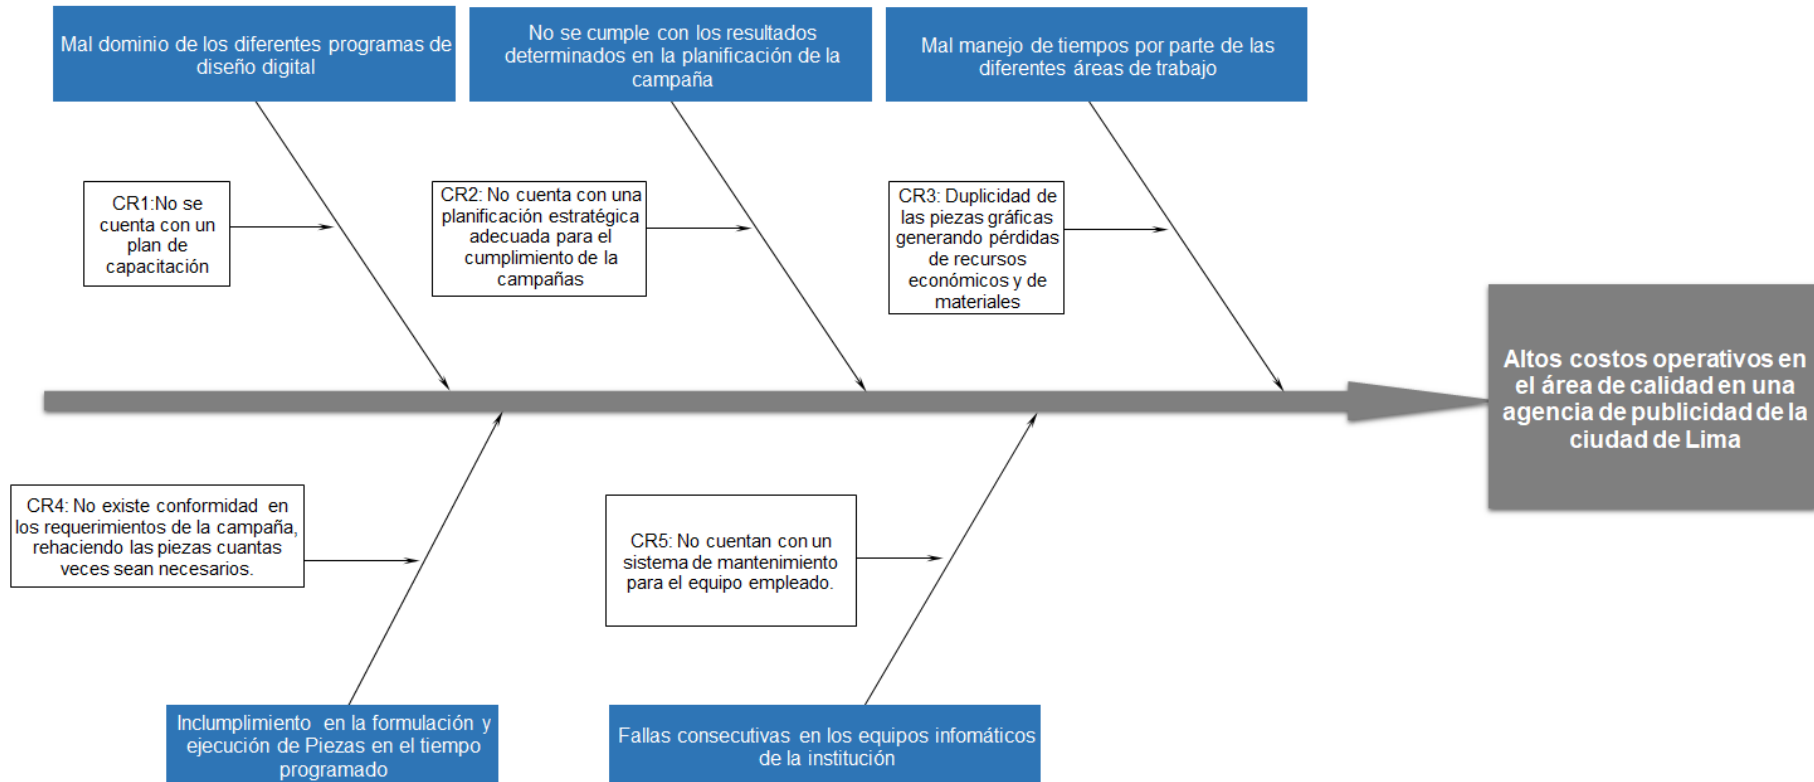 Mal dominio de los diferentes programas de
diseño digital
No se cumple con los resultados
determinados en la planificación de la
campaña
Mal manejo de tiempos por parte de las
diferentes áreas de trabajo
CR1:No se
cuenta con un
plan de
capacitación
CR2: No cuenta con una
planificación estratégica
adecuada para el
cumplimiento de la
campañas
CR3: Duplicidad de
las piezas gráficas
generando pérdidas
de recursos
económicos y de
materiales
Altos costos operativos en
el área de calidad en una
agencia de publicidad de la
ciudad de Lima
CR4: No existe conformidad en
los requerimientos de la campaña,
rehaciendo las piezas cuantas
veces sean necesarios.
CR5: No cuentan con un
sistema de mantenimiento
para el equipo empleado.
Inclumplimiento en la formulación y
ejecución de Piezas en el tiempo
programado
Fallas consecutivas en los equipos infomáticos
de la institución